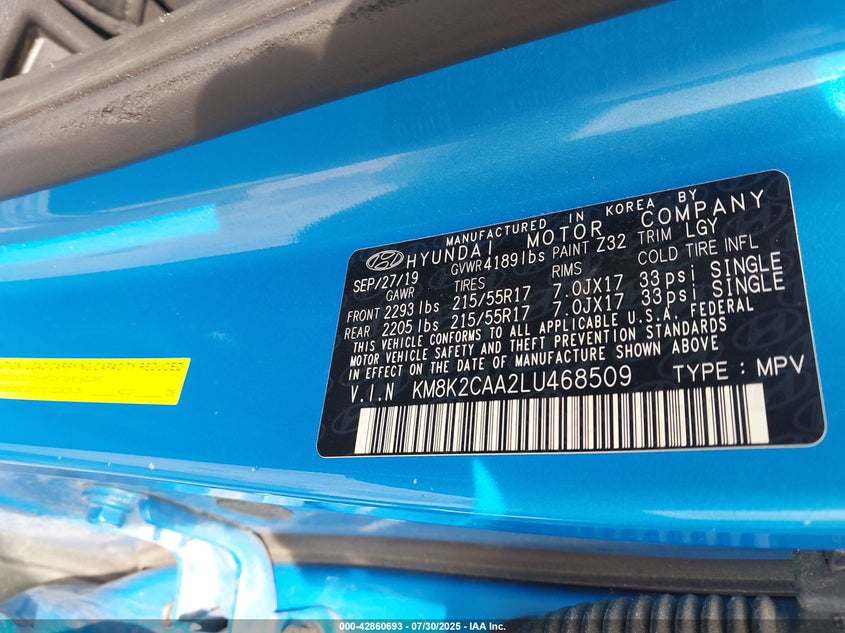 MANUFACTURED IN KOREA BY
HYUNDAI MOTOR COMPANY
SEP/27/19 GVWR 4189 lbs PAINT Z32 TRIM LGY
GAWR TIRES RIMS COLD TIRE INFL
FRONT 2293 lbs 215/55R17 7.0JX17 33 psi SINGLE
REAR 2205 lbs 215/55R17 7.0JX17 33 psi SINGLE
THIS VEHICLE CONFORMS TO ALL APPLICABLE U.S.A. FEDERAL
MOTOR VEHICLE SAFETY AND THEFT PREVENTION STANDARDS
IN EFFECT ON THE DATE OF MANUFACTURE SHOWN ABOVE
V.I.N KM8K2CAA2LU468509 TYPE : MPV
LOAD CARRYING CAPACITY REDUCED
000-42860693 - 07/30/2025 - IAA Inc.